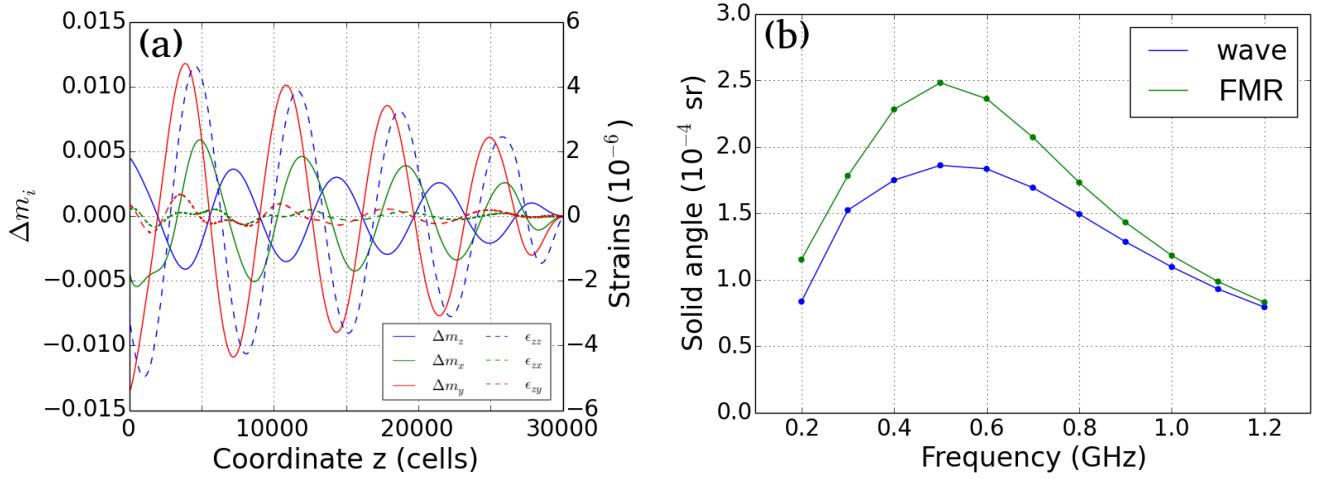 (a)
0.015
0.010
0.005
0.000
−0.005
−0.010
−0.015
Δm_i
6
4
2
0
−2
−4
−6
Strains (10⁻⁶)
Δm_z
Δm_x
Δm_y
ϵ_zz
ϵ_zx
ϵ_zy
0 10000 20000 30000
Coordinate z (cells)
(b)
3.0
2.5
2.0
1.5
1.0
0.5
0.0
Solid angle (10⁻⁴ sr)
wave
FMR
0.2 0.4 0.6 0.8 1.0 1.2
Frequency (GHz)